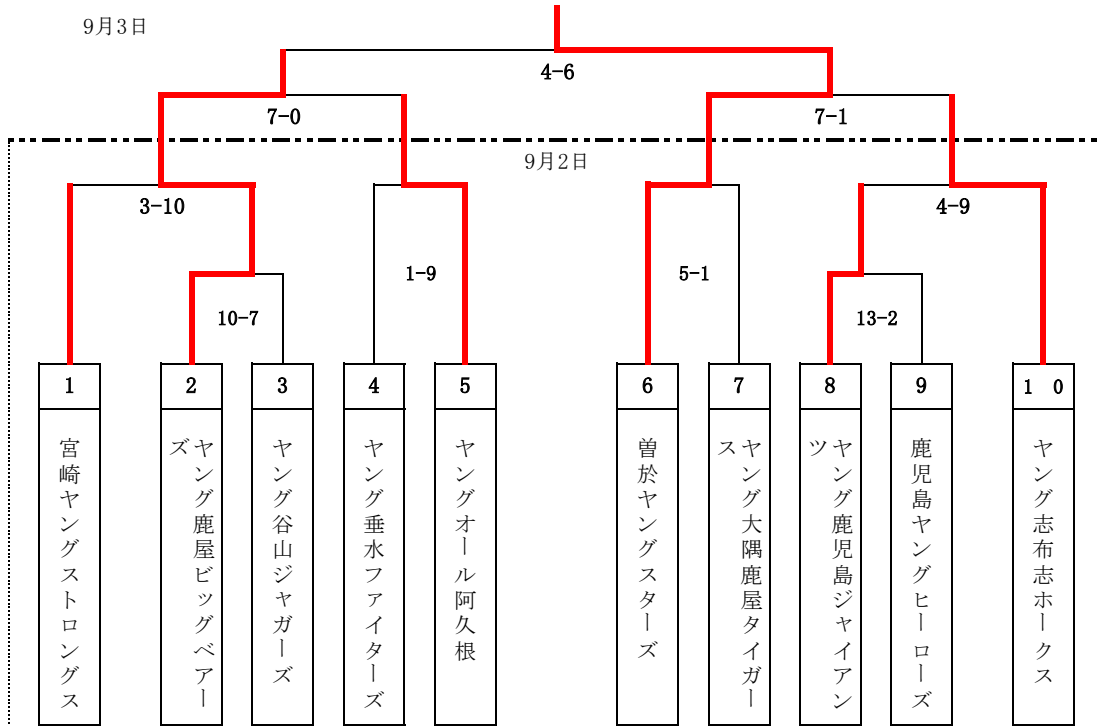 9月3日
4-6
7-0
7-1
9月2日
3-10
4-9
1-9
5-1
10-7
13-2
1
2
3
4
5
6
7
8
9
１０
宮崎ヤングストロングス
ヤング鹿屋ビッグベアー
ズ
ヤング谷山ジャガーズ
ヤング垂水ファイターズ
ヤングオール阿久根
曽於ヤングスターズ
ヤング大隅鹿屋タイガー
ス
ヤング鹿児島ジャイアン
ツ
鹿児島ヤングヒーローズ
ヤング志布志ホークス